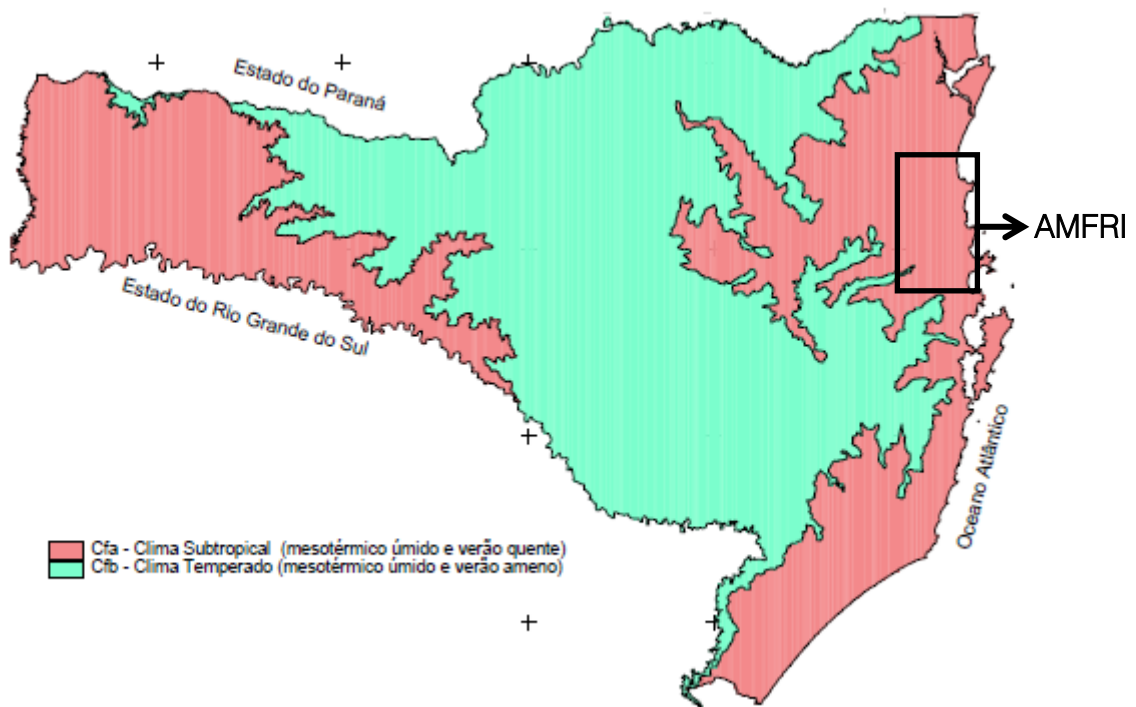 Estado do Paraná
AMFRI
Estado do Rio Grande do Sul
Oceano Atlântico
Cfa - Clima Subtropical (mesotérmico úmido e verão quente)
Cfb - Clima Temperado (mesotérmico úmido e verão ameno)